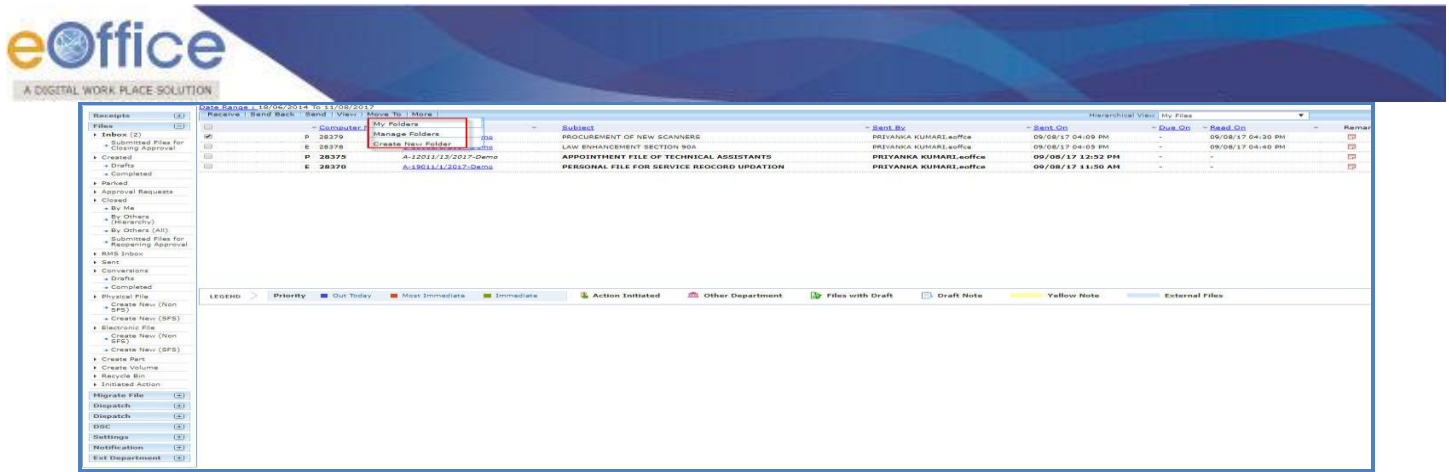 eOffice
A DIGITAL WORK PLACE SOLUTION
Date Range : 18/06/2014 To 11/08/2017
Receive | Send Back | Send | View | Move To | More |
Hierarchical View: My Files
My Folders
Manage Folders
Create New Folder
Computer
Subject
Sent By
Sent On
Due On
Read On
Remar
P 28379
PROCUREMENT OF NEW SCANNERS
PRIYANKA KUMARI,eoffce
09/08/17 04:09 PM
-
09/08/17 04:30 PM
E 28378
LAW ENHANCEMENT SECTION 90A
PRIYANKA KUMARI,eoffce
09/08/17 04:05 PM
-
09/08/17 04:40 PM
P 28375
A-12011/13/2017-Demo
APPOINTMENT FILE OF TECHNICAL ASSISTANTS
PRIYANKA KUMARI,eoffce
09/08/17 12:52 PM
-
-
E 28370
A-19011/1/2017-Demo
PERSONAL FILE FOR SERVICE REOCORD UPDATION
PRIYANKA KUMARI,eoffce
09/08/17 11:50 AM
-
-
LEGEND
Priority
Out Today
Most Immediate
Immediate
Action Initiated
Other Department
Files with Draft
Draft Note
Yellow Note
External Files
Receipts
Files
Inbox (2)
Submitted Files for
Closing Approval
Created
Drafts
Completed
Parked
Approval Requests
Closed
By Me
By Others
(Hierarchy)
By Others (All)
Submitted Files for
Reopening Approval
RMS Inbox
Sent
Conversions
Drafts
Completed
Physical File
Create New (Non
SFS)
Create New (SFS)
Electronic File
Create New (Non
SFS)
Create New (SFS)
Create Part
Create Volume
Recycle Bin
Initiated Action
Migrate File
Dispatch
Dispatch
DSC
Settings
Notification
Ext Department